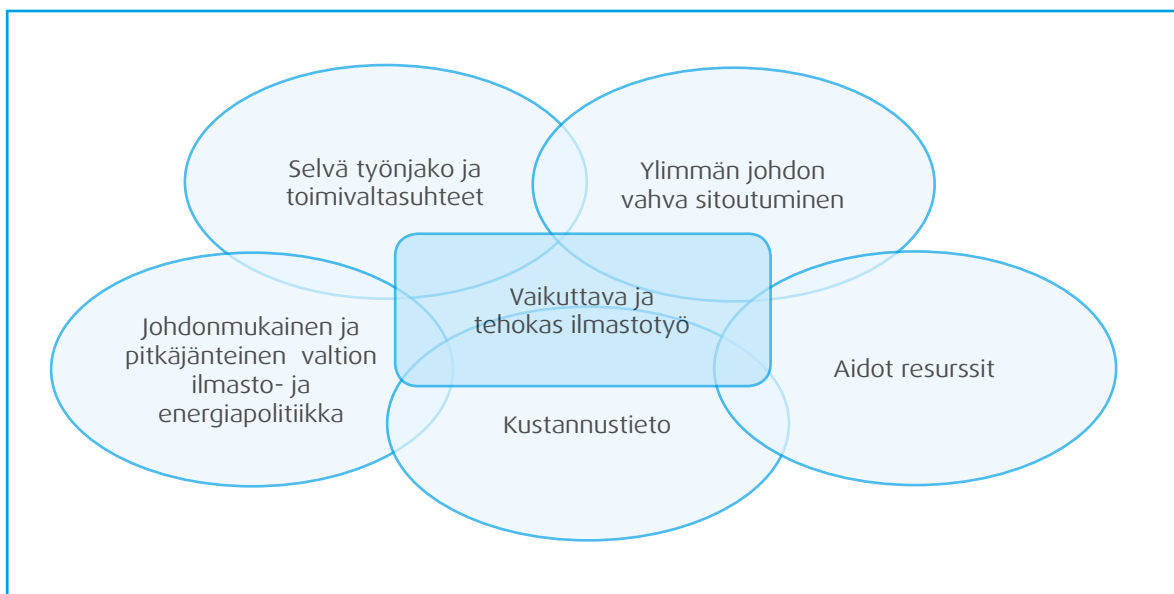 Selvä työnjako ja
toimivaltasuhteet
Ylimmän johdon
vahva sitoutuminen
Vaikuttava ja
tehokas ilmastotyö
Johdonmukainen ja
pitkäjänteinen valtion
ilmasto- ja
energiapolitiikka
Kustannustieto
Aidot resurssit